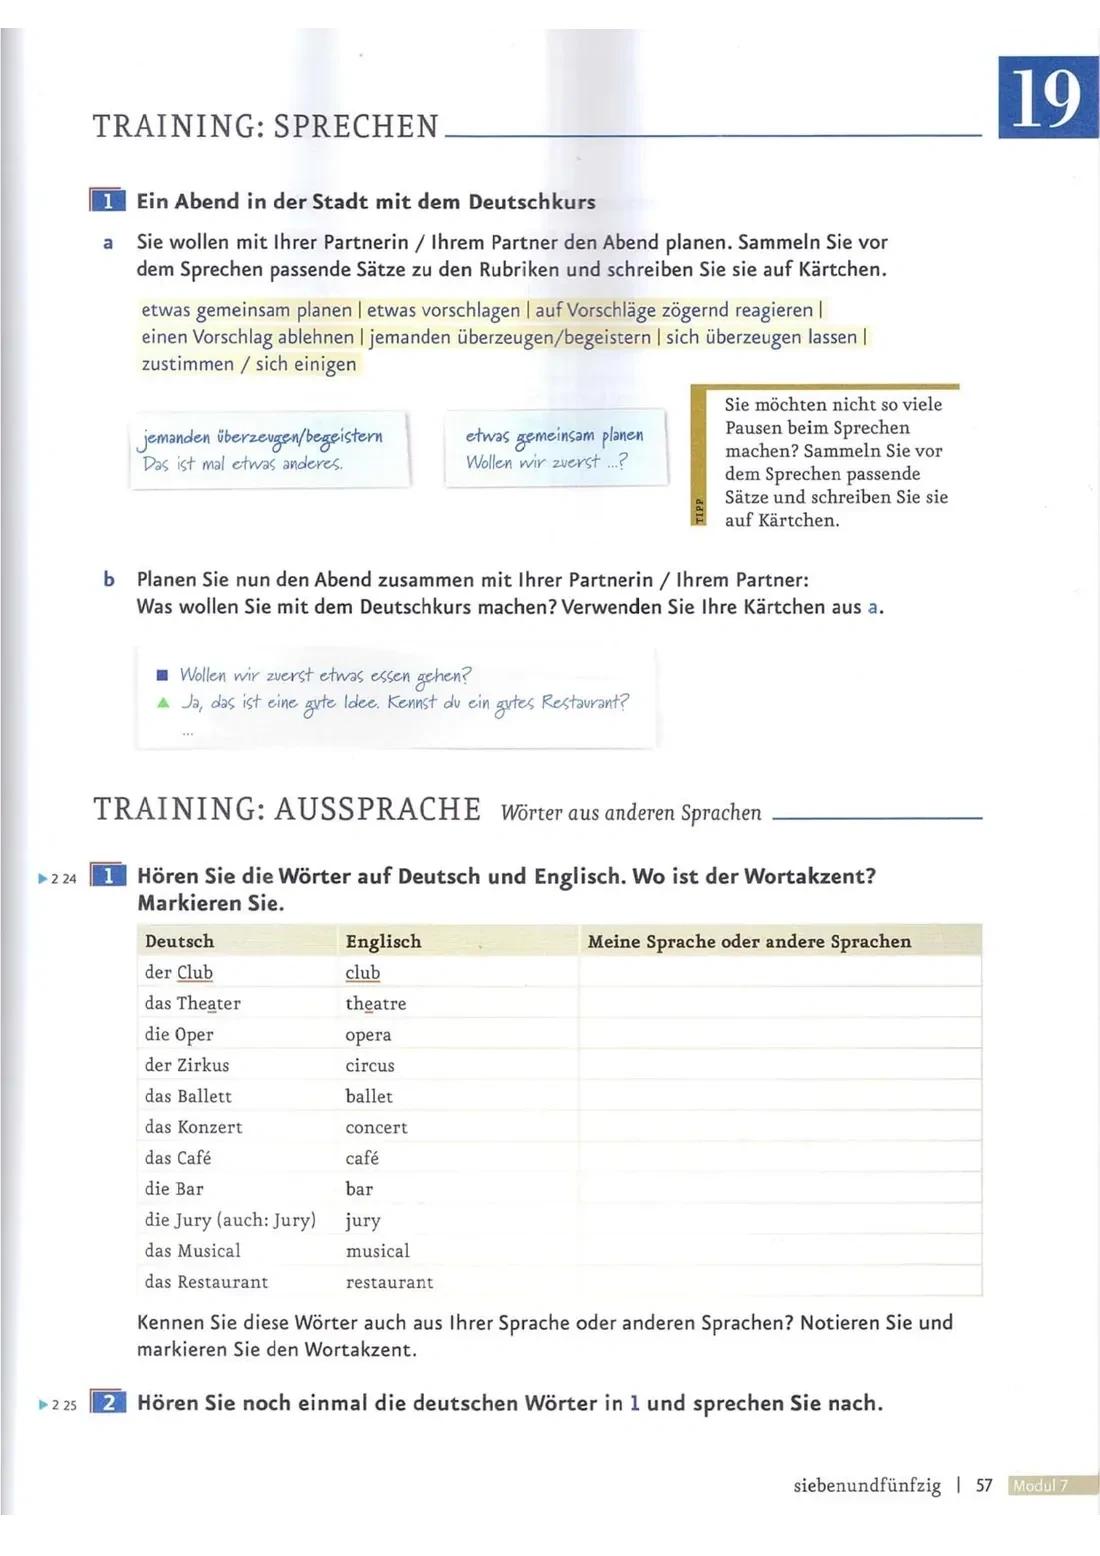 19
TRAINING: SPRECHEN
1 Ein Abend in der Stadt mit dem Deutschkurs
a Sie wollen mit Ihrer Partnerin / Ihrem Partner den Abend planen. Sammeln Sie vor
dem Sprechen passende Sätze zu den Rubriken und schreiben Sie sie auf Kärtchen.
etwas gemeinsam planen | etwas vorschlagen | auf Vorschläge zögernd reagieren |
einen Vorschlag ablehnen | jemanden überzeugen/begeistern | sich überzeugen lassen |
zustimmen / sich einigen
jemanden überzeugen/begeistern
Das ist mal etwas anderes.
etwas gemeinsam planen
Wollen wir zuerst ...?
TIPP
Sie möchten nicht so viele
Pausen beim Sprechen
machen? Sammeln Sie vor
dem Sprechen passende
Sätze und schreiben Sie sie
auf Kärtchen.
b Planen Sie nun den Abend zusammen mit Ihrer Partnerin / Ihrem Partner:
Was wollen Sie mit dem Deutschkurs machen? Verwenden Sie Ihre Kärtchen aus a.
■ Wollen wir zuerst etwas essen gehen?
▲ Ja, das ist eine gute Idee. Kennst du ein gutes Restaurant?
...
TRAINING: AUSSPRACHE Wörter aus anderen Sprachen
▶ 2 24 1 Hören Sie die Wörter auf Deutsch und Englisch. Wo ist der Wortakzent?
Markieren Sie.
Deutsch Englisch Meine Sprache oder andere Sprachen
der Club club
das Theater theatre
die Oper opera
der Zirkus circus
das Ballett ballet
das Konzert concert
das Café café
die Bar bar
die Jury (auch: Jury) jury
das Musical musical
das Restaurant restaurant
Kennen Sie diese Wörter auch aus Ihrer Sprache oder anderen Sprachen? Notieren Sie und
markieren Sie den Wortakzent.
▶ 2 25 2 Hören Sie noch einmal die deutschen Wörter in 1 und sprechen Sie nach.
siebenundfünfzig | 57 Modul 7